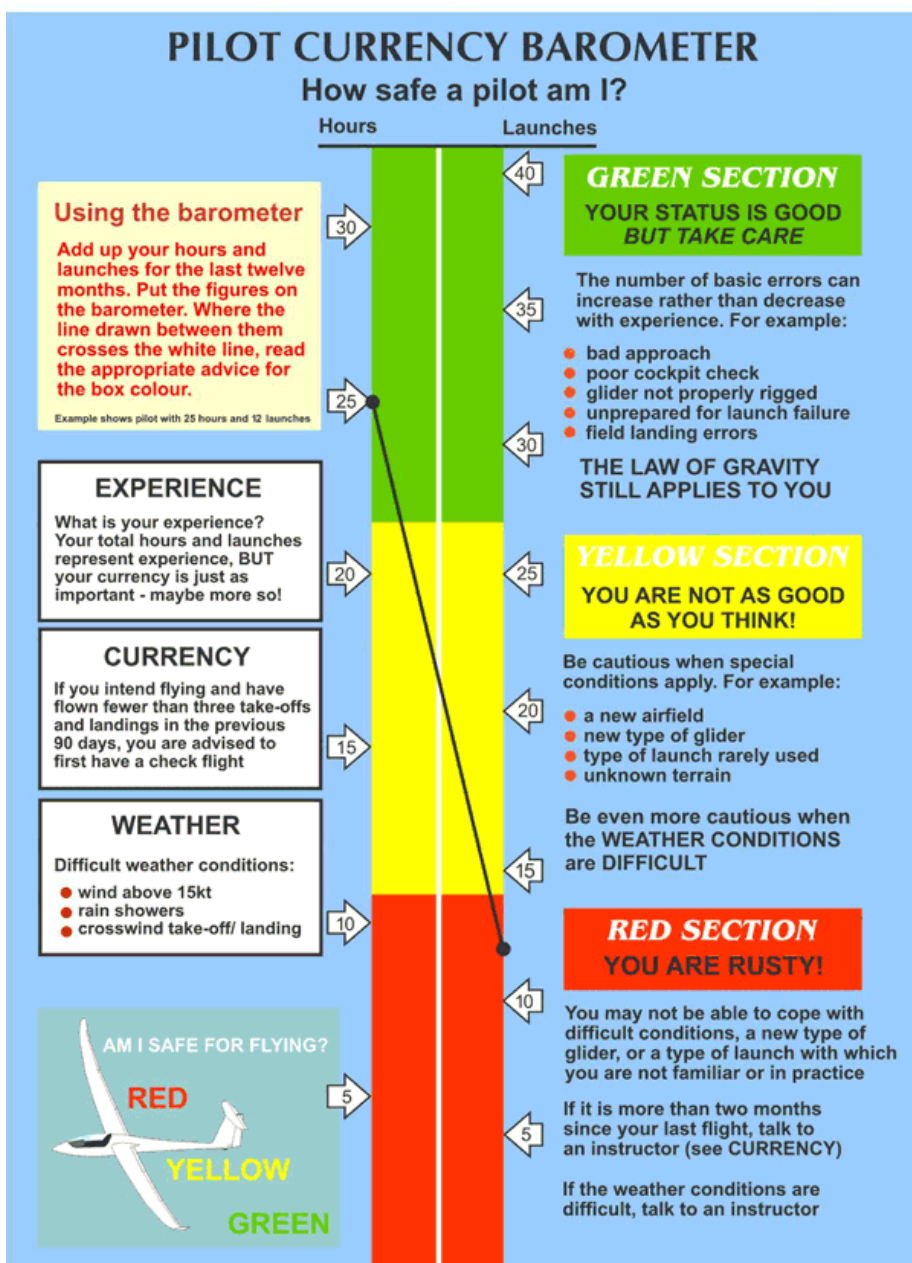 PILOT CURRENCY BAROMETER
How safe a pilot am I?
Hours
Launches
Using the barometer
Add up your hours and
launches for the last twelve
months. Put the figures on
the barometer. Where the
line drawn between them
crosses the white line, read
the appropriate advice for
the box colour.
Example shows pilot with 25 hours and 12 launches
EXPERIENCE
What is your experience?
Your total hours and launches
represent experience, BUT
your currency is just as
important - maybe more so!
CURRENCY
If you intend flying and have
flown fewer than three take-offs
and landings in the previous
90 days, you are advised to
first have a check flight
WEATHER
Difficult weather conditions:
wind above 15kt
rain showers
crosswind take-off/ landing
AM I SAFE FOR FLYING?
RED
YELLOW
GREEN
30
25
20
15
10
5
40
35
30
25
20
15
10
5
GREEN SECTION
YOUR STATUS IS GOOD
BUT TAKE CARE
The number of basic errors can
increase rather than decrease
with experience. For example:
bad approach
poor cockpit check
glider not properly rigged
unprepared for launch failure
field landing errors
THE LAW OF GRAVITY
STILL APPLIES TO YOU
YELLOW SECTION
YOU ARE NOT AS GOOD
AS YOU THINK!
Be cautious when special
conditions apply. For example:
a new airfield
new type of glider
type of launch rarely used
unknown terrain
Be even more cautious when
the WEATHER CONDITIONS
are DIFFICULT
RED SECTION
YOU ARE RUSTY!
You may not be able to cope with
difficult conditions, a new type of
glider, or a type of launch with which
you are not familiar or in practice
If it is more than two months
since your last flight, talk to
an instructor (see CURRENCY)
If the weather conditions are
difficult, talk to an instructor